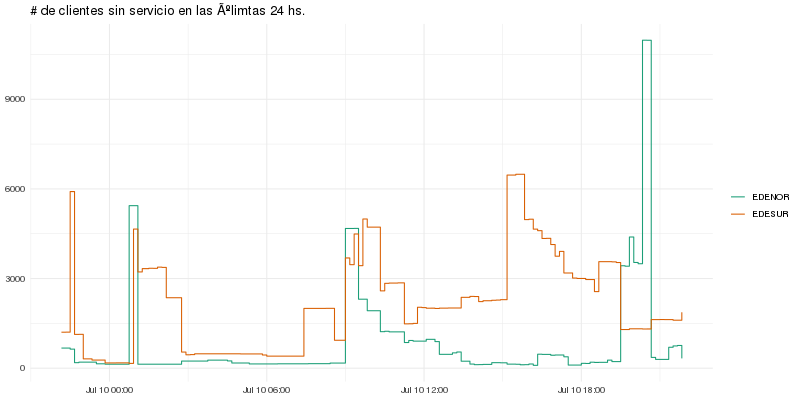 # de clientes sin servicio en las Ãºlimtas 24 hs.
9000
6000
3000
0
Jul 10 00:00
Jul 10 06:00
Jul 10 12:00
Jul 10 18:00
EDENOR
EDESUR